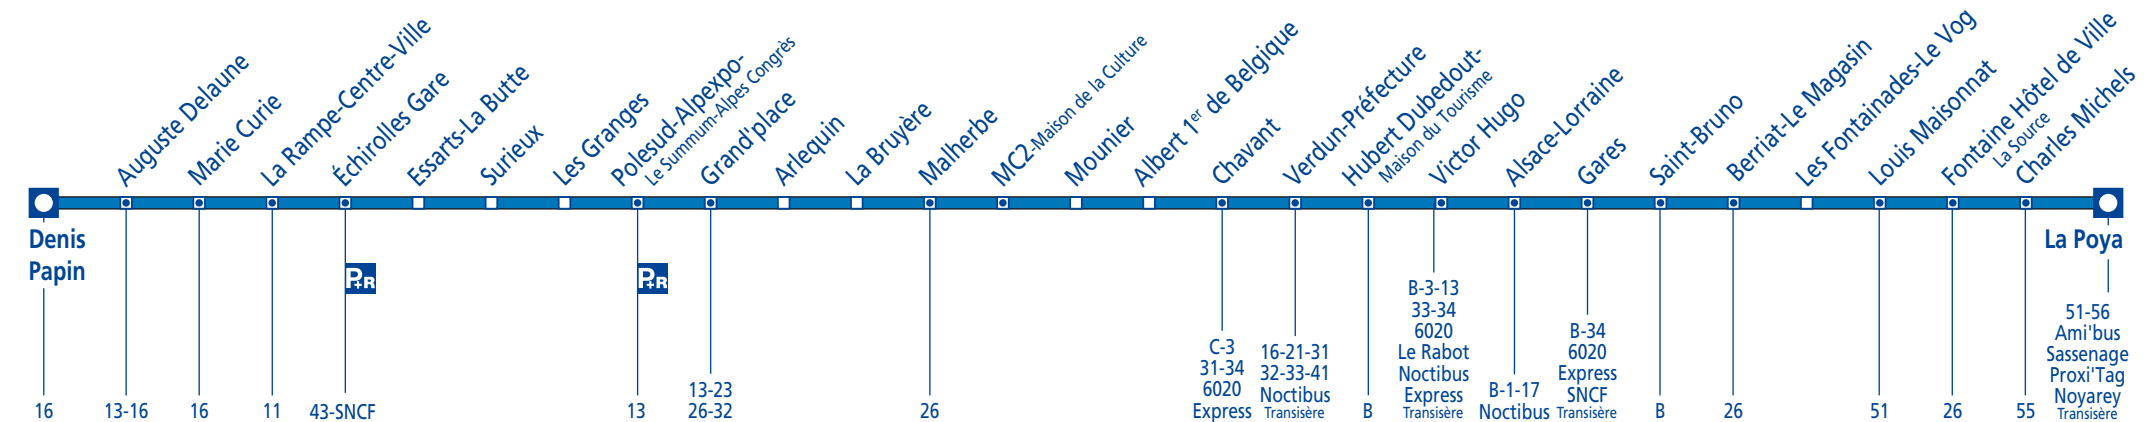 Auguste Delaune
Marie Curie
La Rampe-Centre-Ville
Échirolles Gare
Essarts-La Butte
Surieux
Les Granges
Polesud-Alpexpo-
Le Summum-Alpes Congrès
Grand'place
Arlequin
La Bruyère
Malherbe
MC2-Maison de la Culture
Mounier
Albert 1er de Belgique
Chavant
Verdun-Préfecture
Hubert Dubedout-
Maison du Tourisme
Victor Hugo
Alsace-Lorraine
Gares
Saint-Bruno
Berriat-Le Magasin
Les Fontainades-Le Vog
Louis Maisonnat
Fontaine Hôtel de Ville
La Source
Charles Michels
Denis
Papin
La Poya
16
13-16
16
11
P+R
43-SNCF
P+R
13
13-23
26-32
26
C-3
31-34
6020
Express
16-21-31
32-33-41
Noctibus
Transisère
B
B-3-13
33-34
6020
Le Rabot
Noctibus
Express
Transisère
B-1-17
Noctibus
B-34
6020
Express
SNCF
Transisère
B
26
51
26
55
51-56
Ami'bus
Sassenage
Proxi'Tag
Noyarey
Transisère